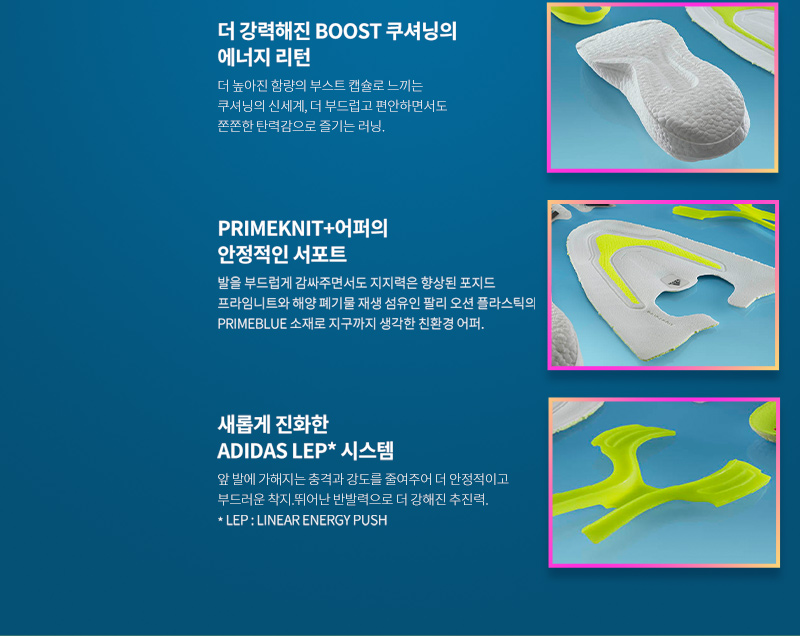 더 강력해진 BOOST 쿠셔닝의
에너지 리턴
더 높아진 함량의 부스트 캡슐로 느끼는
쿠셔닝의 신세계, 더 부드럽고 편안하면서도
쫀쫀한 탄력감으로 즐기는 러닝.
PRIMEKNIT+어퍼의
안정적인 서포트
발을 부드럽게 감싸주면서도 지지력은 향상된 포지드
프라임니트와 해양 폐기물 재생 섬유인 팔리 오션 플라스틱의
PRIMEBLUE 소재로 지구까지 생각한 친환경 어퍼.
새롭게 진화한
ADIDAS LEP* 시스템
앞 발에 가해지는 충격과 강도를 줄여주어 더 안정적이고
부드러운 착지.뛰어난 반발력으로 더 강해진 추진력.
* LEP : LINEAR ENERGY PUSH